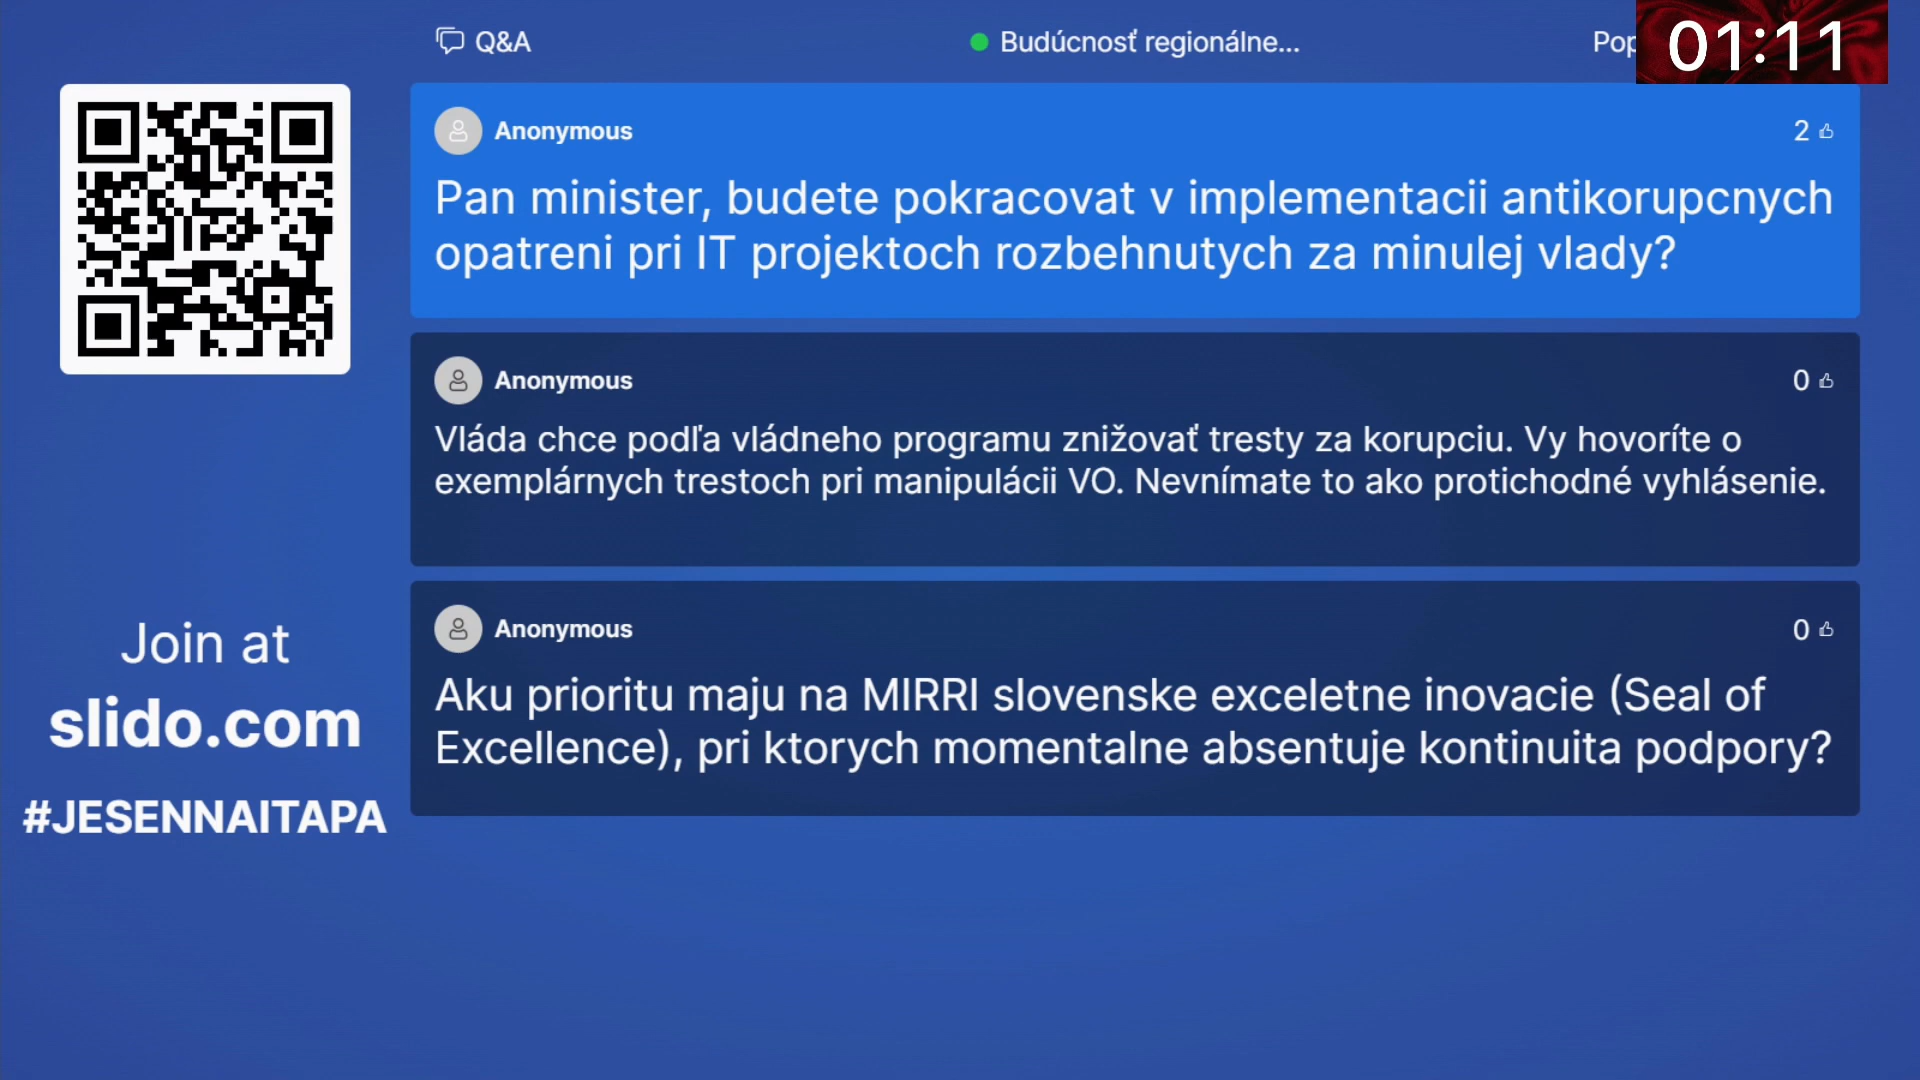 Q&A
Budúcnosť regionálne...
01:11
Anonymous
2
Pan minister, budete pokracovat v implementacii antikorupcnych
opatreni pri IT projektoch rozbehnutych za minulej vlady?
Anonymous
0
Vláda chce podľa vládneho programu znižovať tresty za korupciu. Vy hovoríte o
exemplárnych trestoch pri manipulácii VO. Nevnímate to ako protichodné vyhlásenie.
Anonymous
0
Aku prioritu maju na MIRRI slovenske exceletne inovacie (Seal of
Excellence), pri ktorych momentalne absentuje kontinuita podpory?
Join at
slido.com
#JESENNAITAPA